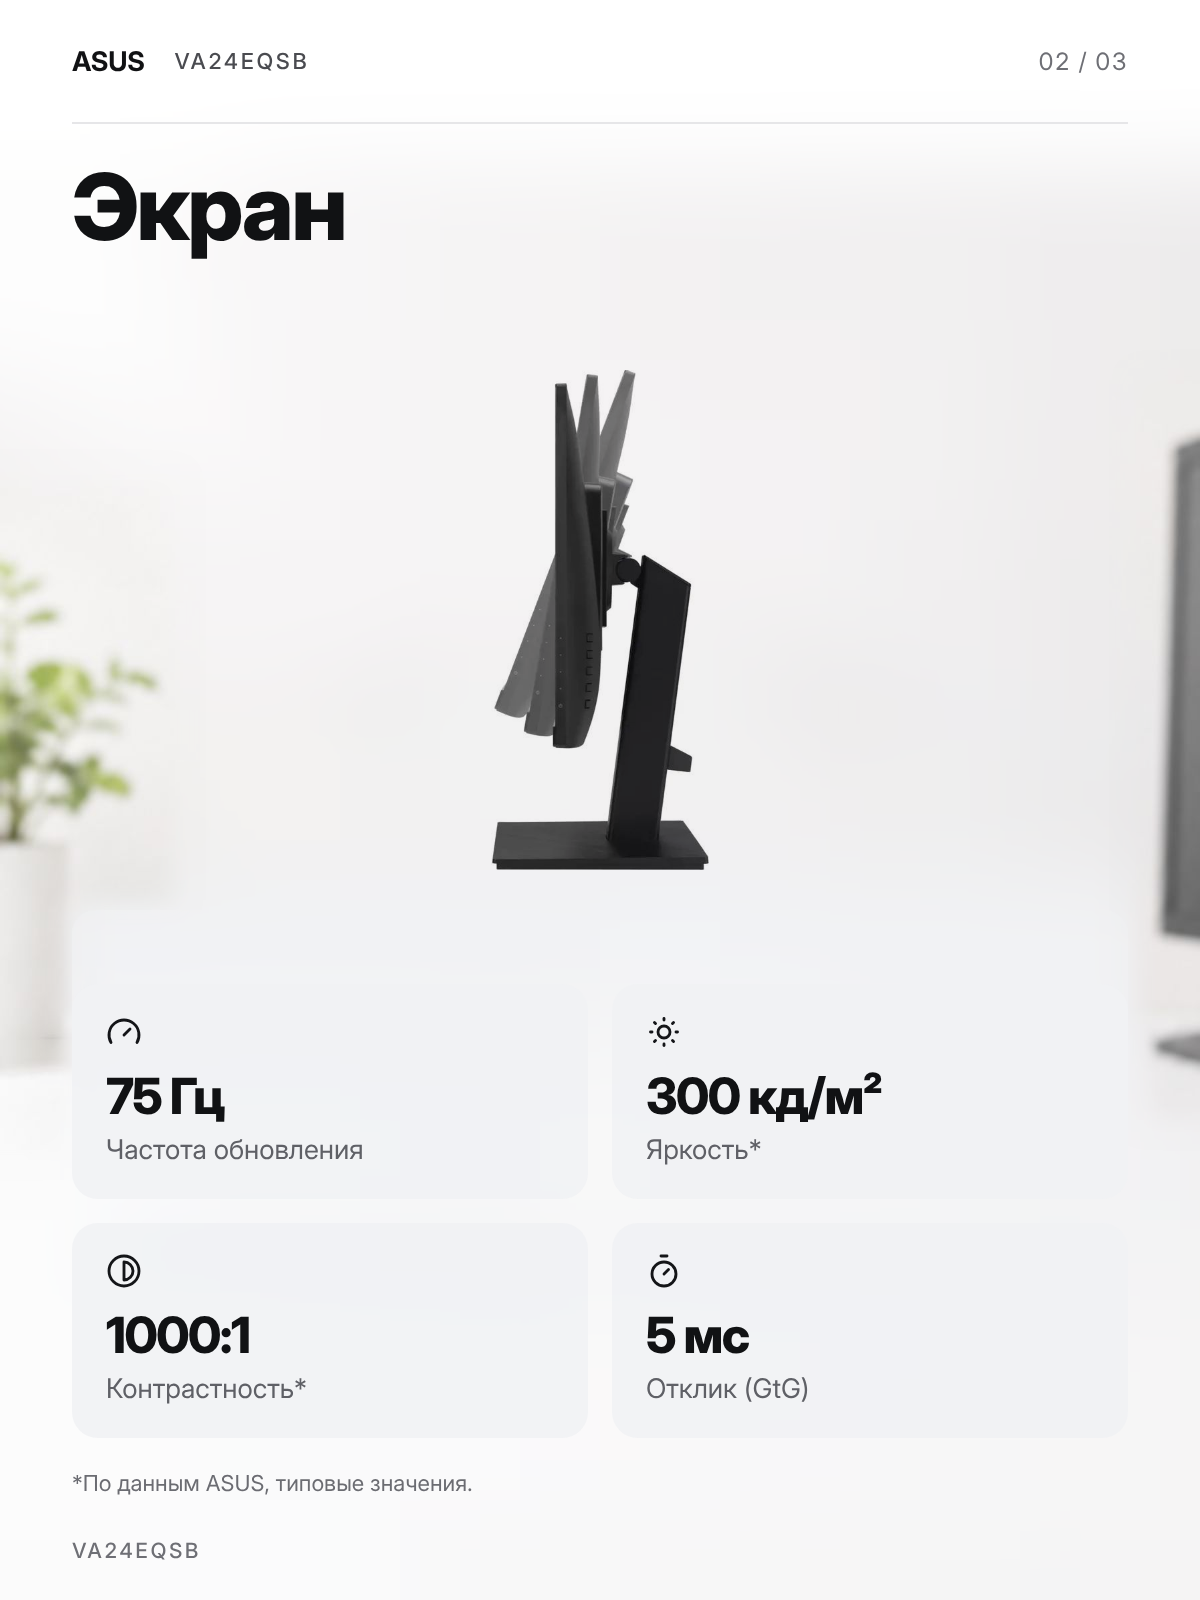 ASUS VA24EQSB 02 / 03
Экран
75 Гц
Частота обновления
300 кд/м²
Яркость*
1000:1
Контрастность*
5 мс
Отклик (GtG)
*По данным ASUS, типовые значения.
VA24EQSB